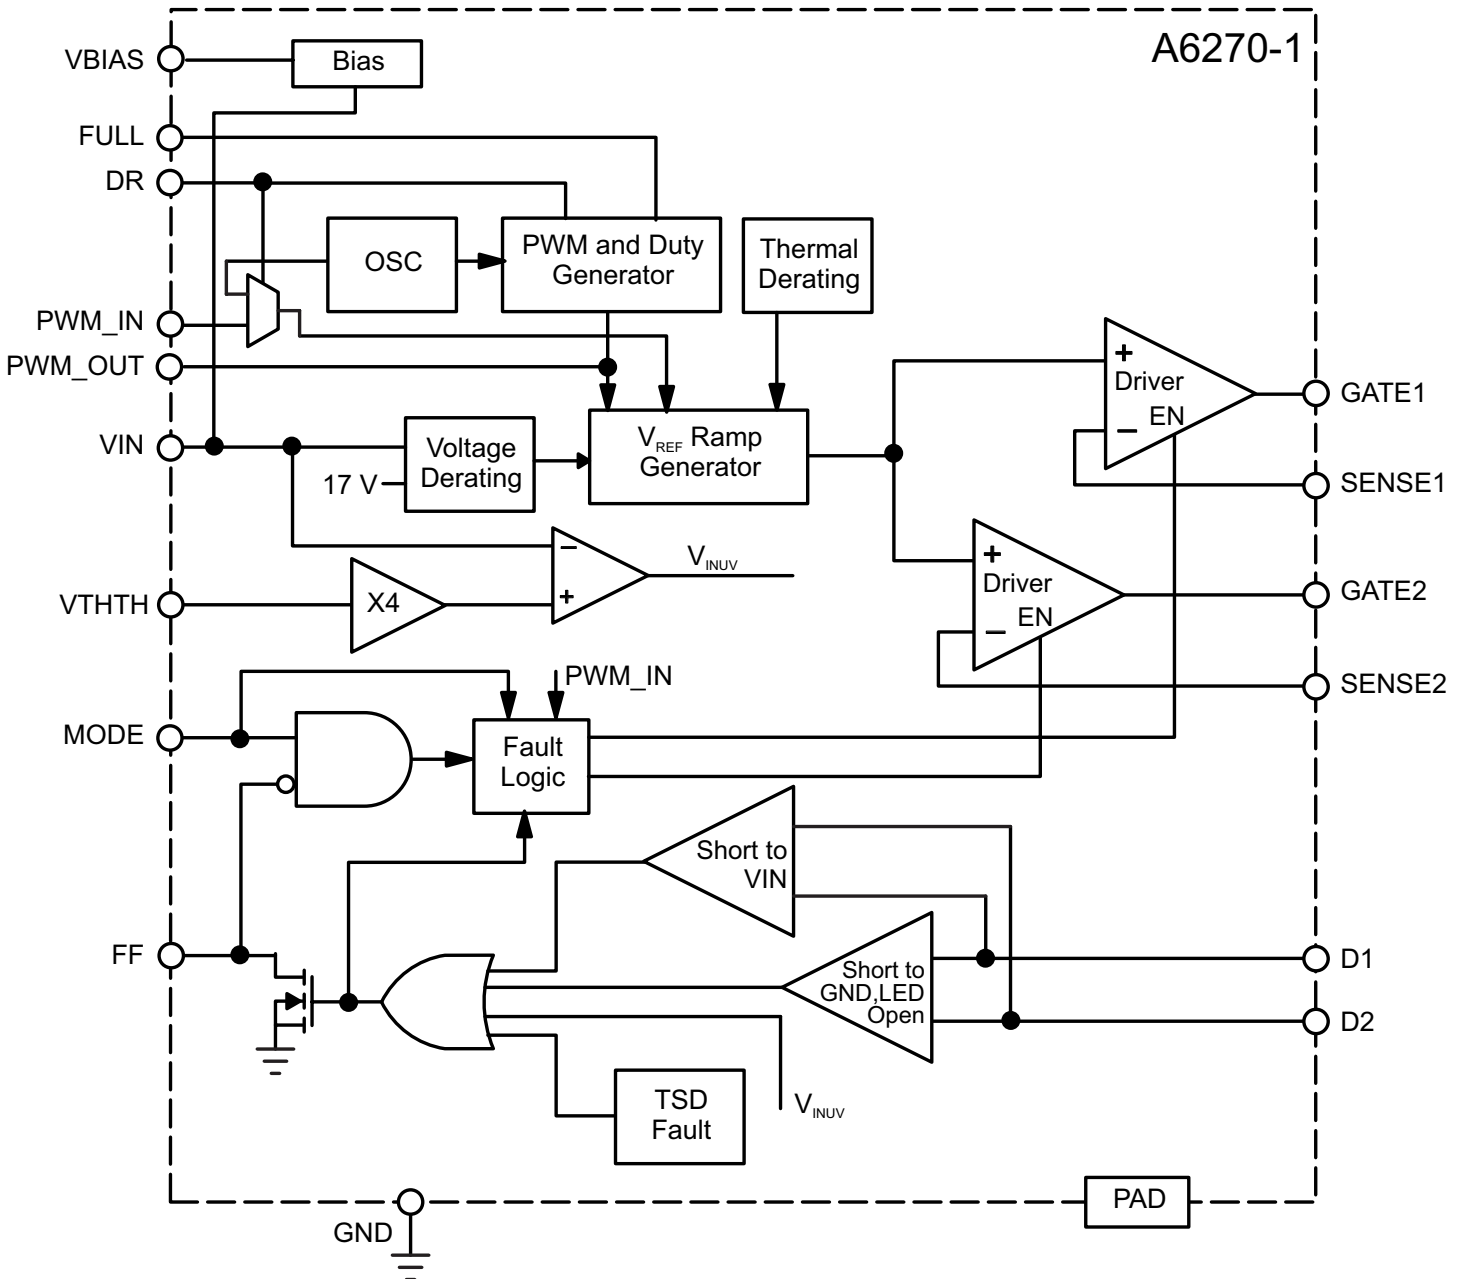 A6270-1
VBIAS
Bias
FULL
DR
OSC
PWM and Duty
Generator
Thermal
Derating
PWM_IN
PWM_OUT
+
Driver
EN
−
GATE1
VIN
Voltage
Derating
17 V
VREF Ramp
Generator
SENSE1
−
+
VINUV
+
Driver
EN
−
GATE2
VTHTH
X4
PWM_IN
SENSE2
MODE
Fault
Logic
Short to
VIN
FF
Short to
GND,LED
Open
D1
D2
TSD
Fault
VINUV
PAD
GND